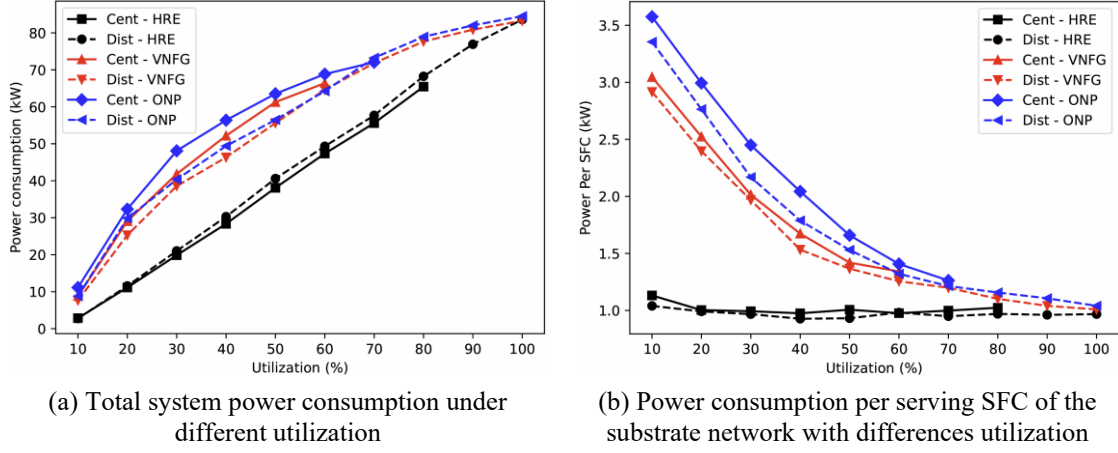 Cent - HRE
Dist - HRE
Cent - VNFG
Dist - VNFG
Cent - ONP
Dist - ONP
Power consumption (kW)
80
70
60
50
40
30
20
10
0
10 20 30 40 50 60 70 80 90 100
Utilization (%)
(a) Total system power consumption under
different utilization
Cent - HRE
Dist - HRE
Cent - VNFG
Dist - VNFG
Cent - ONP
Dist - ONP
Power Per SFC (kW)
3.5
3.0
2.5
2.0
1.5
1.0
10 20 30 40 50 60 70 80 90 100
Utilization (%)
(b) Power consumption per serving SFC of the
substrate network with differences utilization